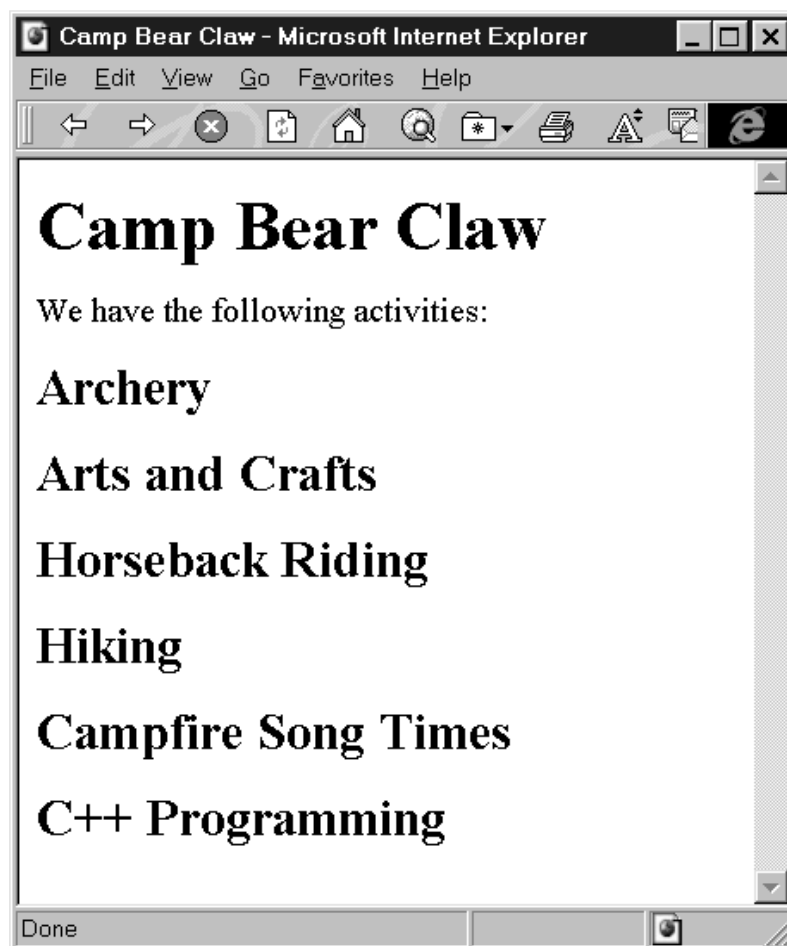 Camp Bear Claw - Microsoft Internet Explorer
File Edit View Go Favorites Help
Camp Bear Claw
We have the following activities:
Archery
Arts and Crafts
Horseback Riding
Hiking
Campfire Song Times
C++ Programming
Done